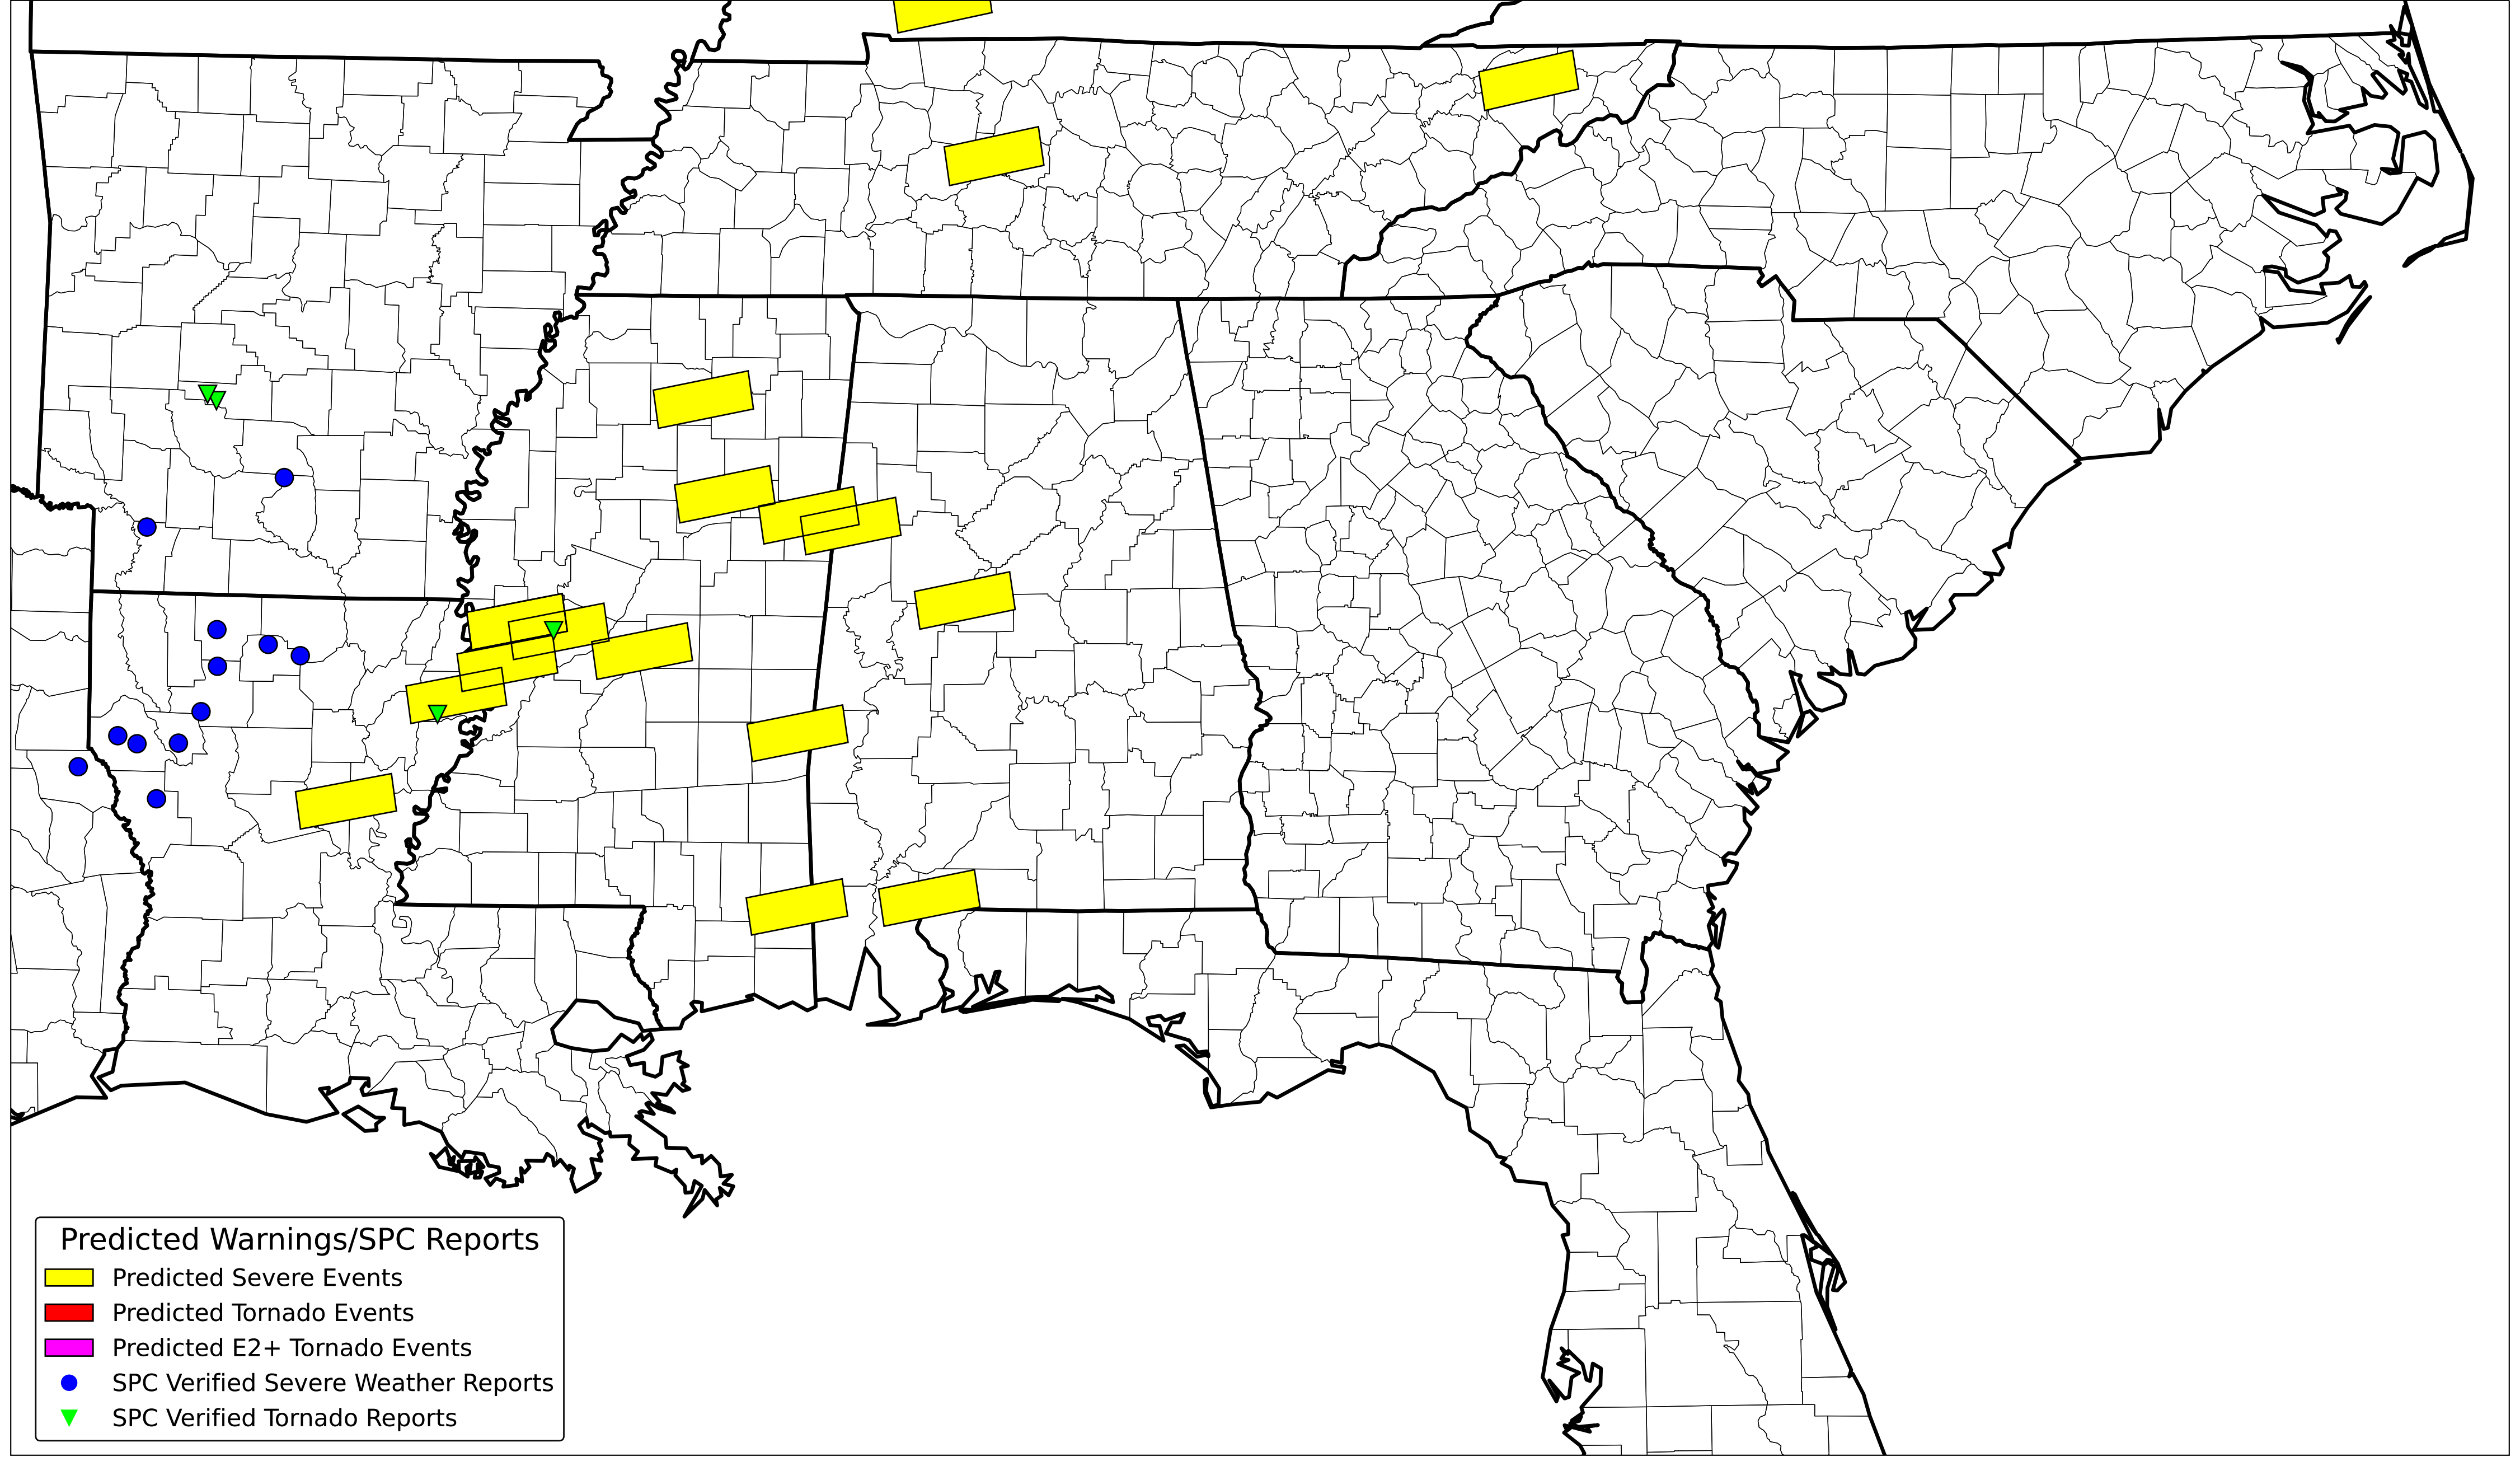 Predicted Warnings/SPC Reports
Predicted Severe Events
Predicted Tornado Events
Predicted E2+ Tornado Events
SPC Verified Severe Weather Reports
SPC Verified Tornado Reports